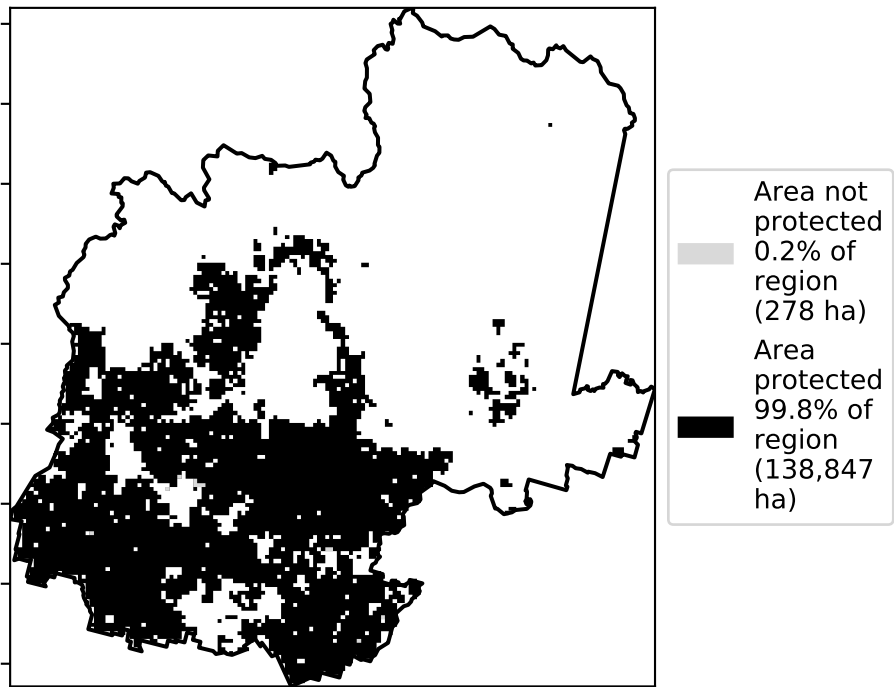 Area not
protected
0.2% of
region
(278 ha)
Area
protected
99.8% of
region
(138,847
ha)